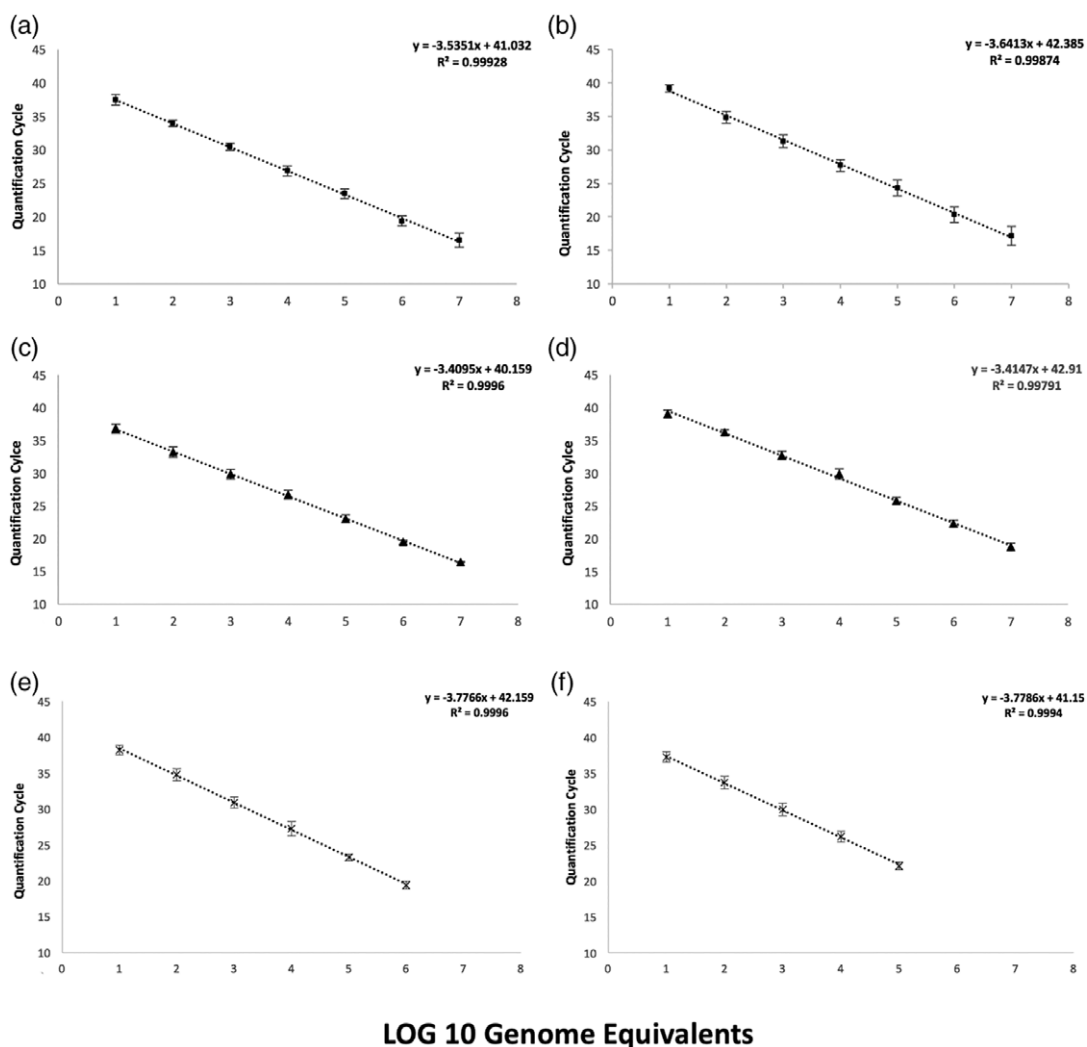 (a)
y = -3.5351x + 41.032
R² = 0.99928
Quantification Cycle
45
40
35
30
25
20
15
10
0 1 2 3 4 5 6 7 8
(b)
y = -3.6413x + 42.385
R² = 0.99874
Quantification Cycle
45
40
35
30
25
20
15
10
0 1 2 3 4 5 6 7 8
(c)
y = -3.4095x + 40.159
R² = 0.9996
Quantification Cylce
45
40
35
30
25
20
15
10
0 1 2 3 4 5 6 7 8
(d)
y = -3.4147x + 42.91
R² = 0.99791
Quantification Cylce
45
40
35
30
25
20
15
10
0 1 2 3 4 5 6 7 8
(e)
y = -3.7766x + 42.159
R² = 0.9996
Quantification Cycle
45
40
35
30
25
20
15
10
0 1 2 3 4 5 6 7 8
(f)
y = -3.7786x + 41.15
R² = 0.9994
Quantification Cycle
45
40
35
30
25
20
15
10
0 1 2 3 4 5 6 7 8
LOG 10 Genome Equivalents